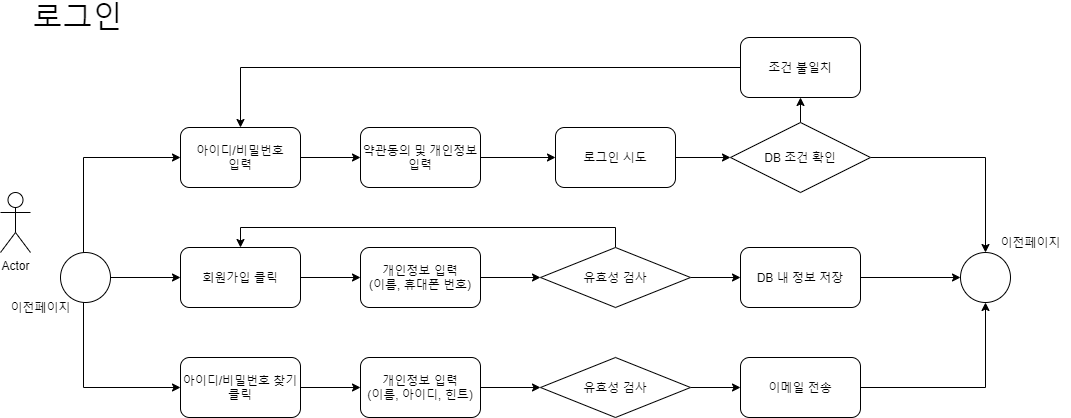 로그인
조건 불일치
아이디/비밀번호
입력
약관동의 및 개인정보
입력
로그인 시도
DB 조건 확인
Actor
이전페이지
회원가입 클릭
개인정보 입력
(이름, 휴대폰 번호)
유효성 검사
DB 내 정보 저장
이전페이지
아이디/비밀번호 찾기
클릭
개인정보 입력
(이름, 아이디, 힌트)
유효성 검사
이메일 전송